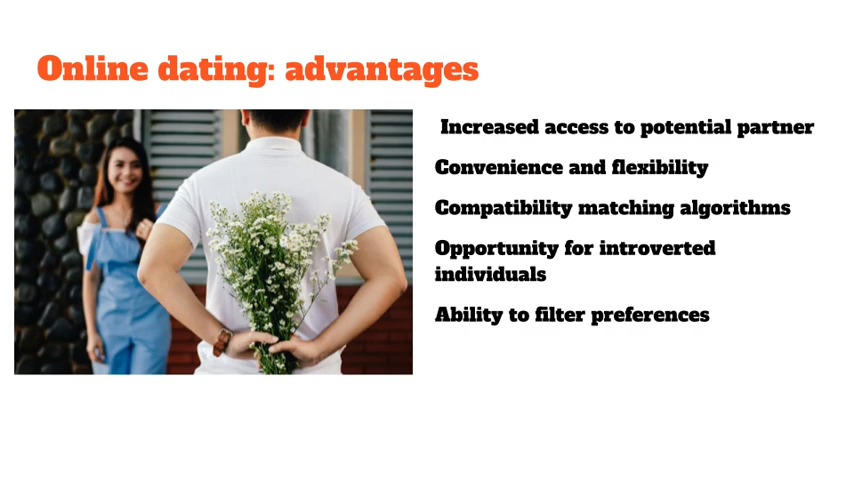 Online dating: advantages
Increased access to potential partner
Convenience and flexibility
Compatibility matching algorithms
Opportunity for introverted
individuals
Ability to filter preferences